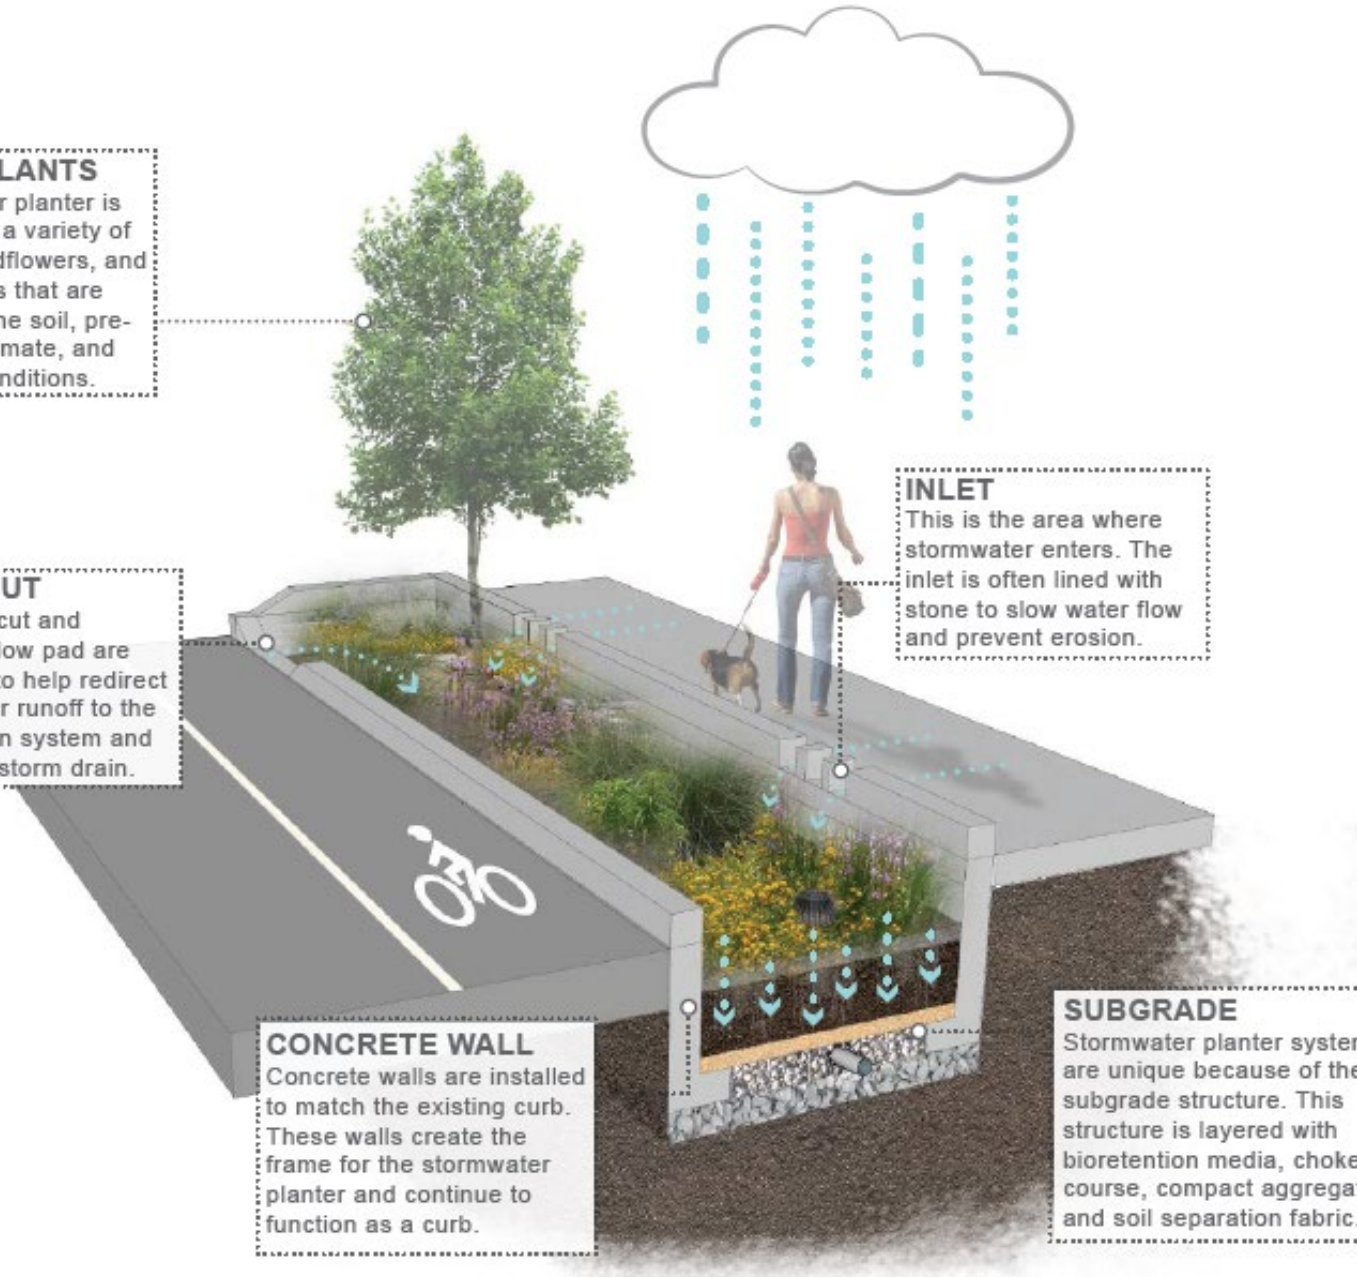 LANTS
r planter is
a variety of
dflowers, and
s that are
he soil, pre-
mate, and
nditions.
INLET
This is the area where
stormwater enters. The
inlet is often lined with
stone to slow water flow
and prevent erosion.
UT
cut and
low pad are
to help redirect
r runoff to the
n system and
storm drain.
CONCRETE WALL
Concrete walls are installed
to match the existing curb.
These walls create the
frame for the stormwater
planter and continue to
function as a curb.
SUBGRADE
Stormwater planter system
are unique because of the
subgrade structure. This
structure is layered with
bioretention media, choke
course, compact aggregat
and soil separation fabric.